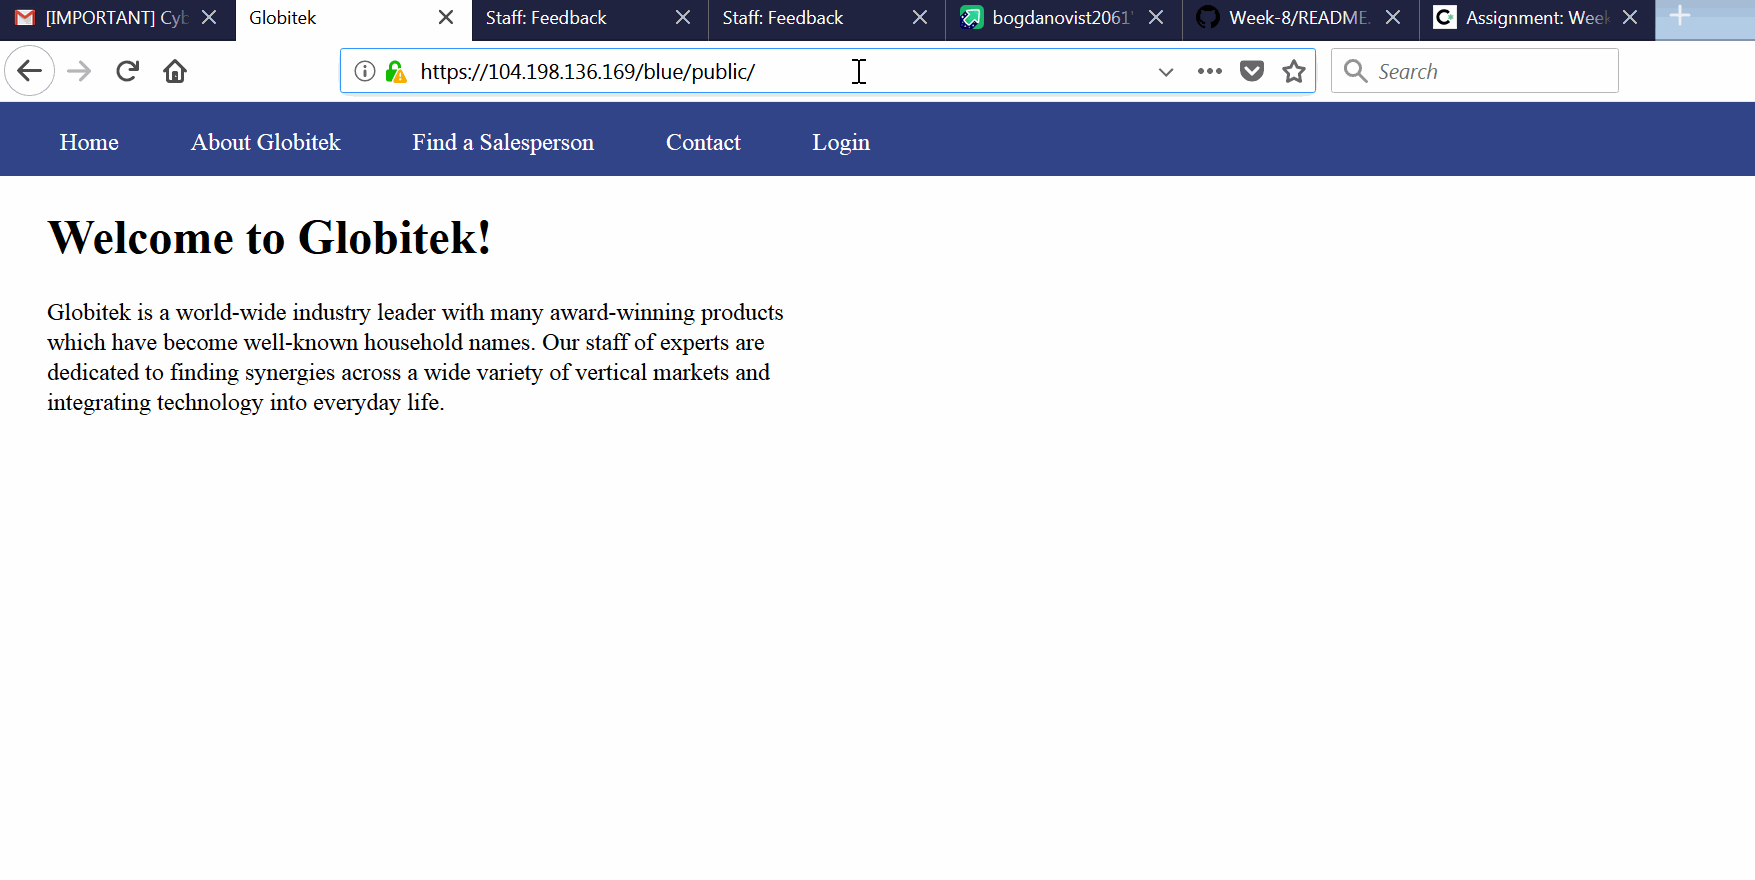 [IMPORTANT] Cyb
Globitek
Staff: Feedback
Staff: Feedback
bogdanovist2061'
Week-8/README.
Assignment: Week
https://104.198.136.169/blue/public/
Search
Home
About Globitek
Find a Salesperson
Contact
Login
Welcome to Globitek!
Globitek is a world-wide industry leader with many award-winning products
which have become well-known household names. Our staff of experts are
dedicated to finding synergies across a wide variety of vertical markets and
integrating technology into everyday life.